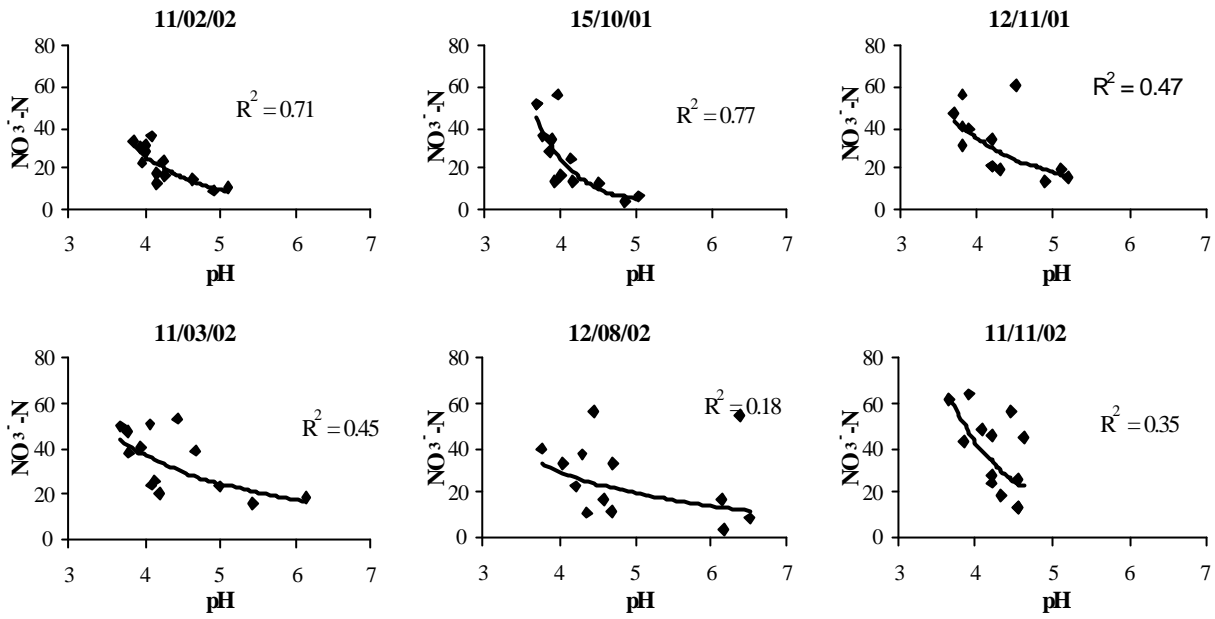 11/02/02
80
60
40
20
0
NO3⁻-N
R² = 0.71
3 4 5 6 7
pH
15/10/01
80
60
40
20
0
NO3⁻-N
R² = 0.77
3 4 5 6 7
pH
12/11/01
80
60
40
20
0
NO3⁻-N
R² = 0.47
3 4 5 6 7
pH
11/03/02
80
60
40
20
0
NO3⁻-N
R² = 0.45
3 4 5 6 7
pH
12/08/02
80
60
40
20
0
NO3⁻-N
R² = 0.18
3 4 5 6 7
pH
11/11/02
80
60
40
20
0
NO3⁻-N
R² = 0.35
3 4 5 6 7
pH